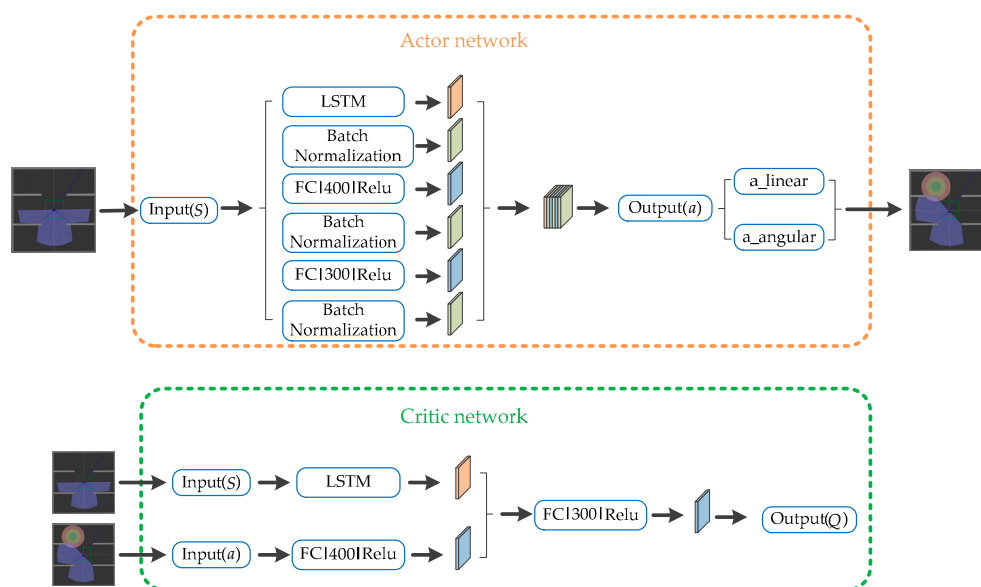 Actor network
LSTM
Batch
Normalization
FC|400|Relu
Batch
Normalization
FC|300|Relu
Batch
Normalization
Input(S)
Output(a)
a_linear
a_angular
Critic network
Input(S)
LSTM
Input(a)
FC|400|Relu
FC|300|Relu
Output(Q)